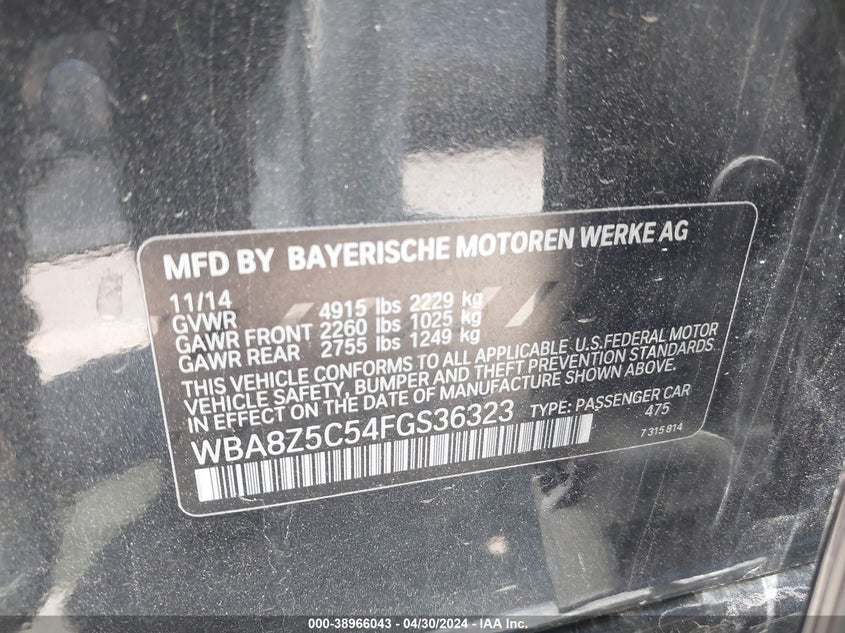 MFD BY BAYERISCHE MOTOREN WERKE AG
11/14
GVWR 4915 lbs 2229 kg
GAWR FRONT 2260 lbs 1025 kg
GAWR REAR 2755 lbs 1249 kg
THIS VEHICLE CONFORMS TO ALL APPLICABLE U.S.FEDERAL MOTOR
VEHICLE SAFETY, BUMPER AND THEFT PREVENTION STANDARDS
IN EFFECT ON THE DATE OF MANUFACTURE SHOWN ABOVE.
WBA8Z5C54FGS36323 TYPE: PASSENGER CAR
475
7 315 814
000-38966043 - 04/30/2024 - IAA, Inc.